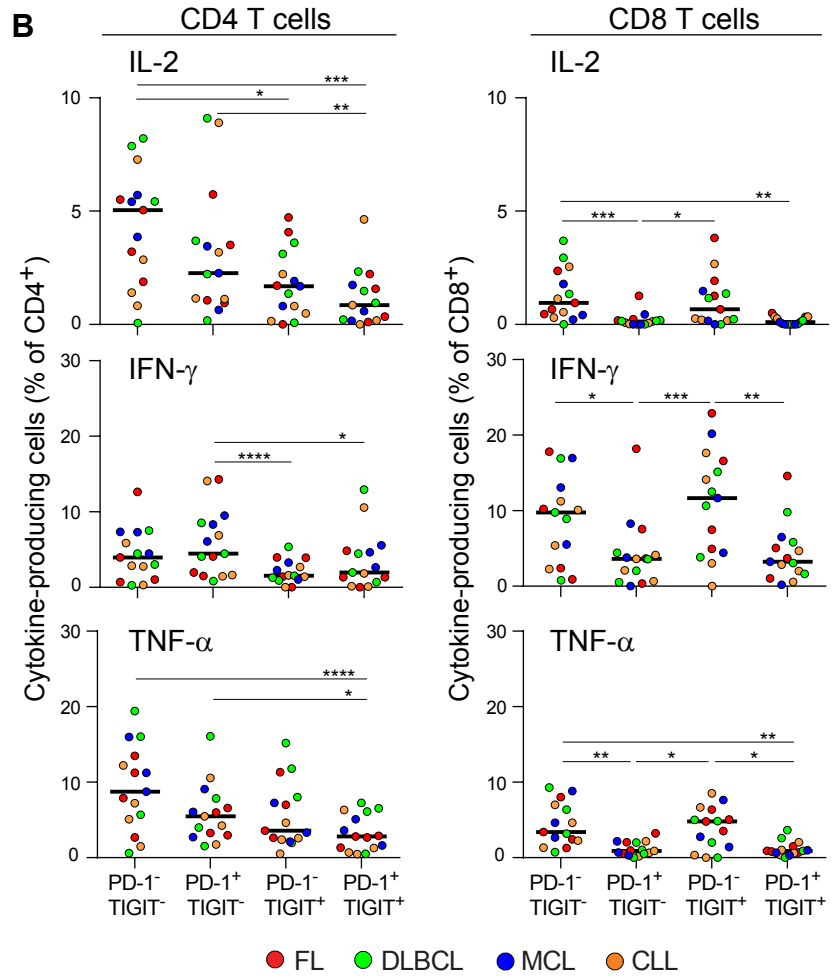 B
CD4 T cells
CD8 T cells
Cytokine-producing cells (% of CD4⁺)
IL-2
***
*
**
10
5
0
IFN-γ
*
****
30
20
10
0
TNF-α
****
*
30
20
10
0
PD-1⁻ PD-1⁺ PD-1⁻ PD-1⁺
TIGIT⁻ TIGIT⁻ TIGIT⁺ TIGIT⁺
Cytokine-producing cells (% of CD8⁺)
IL-2
**
*** *
10
5
0
IFN-γ
* *** **
30
20
10
0
TNF-α
**
** * *
30
20
10
0
PD-1⁻ PD-1⁺ PD-1⁻ PD-1⁺
TIGIT⁻ TIGIT⁻ TIGIT⁺ TIGIT⁺
FL DLBCL MCL CLL